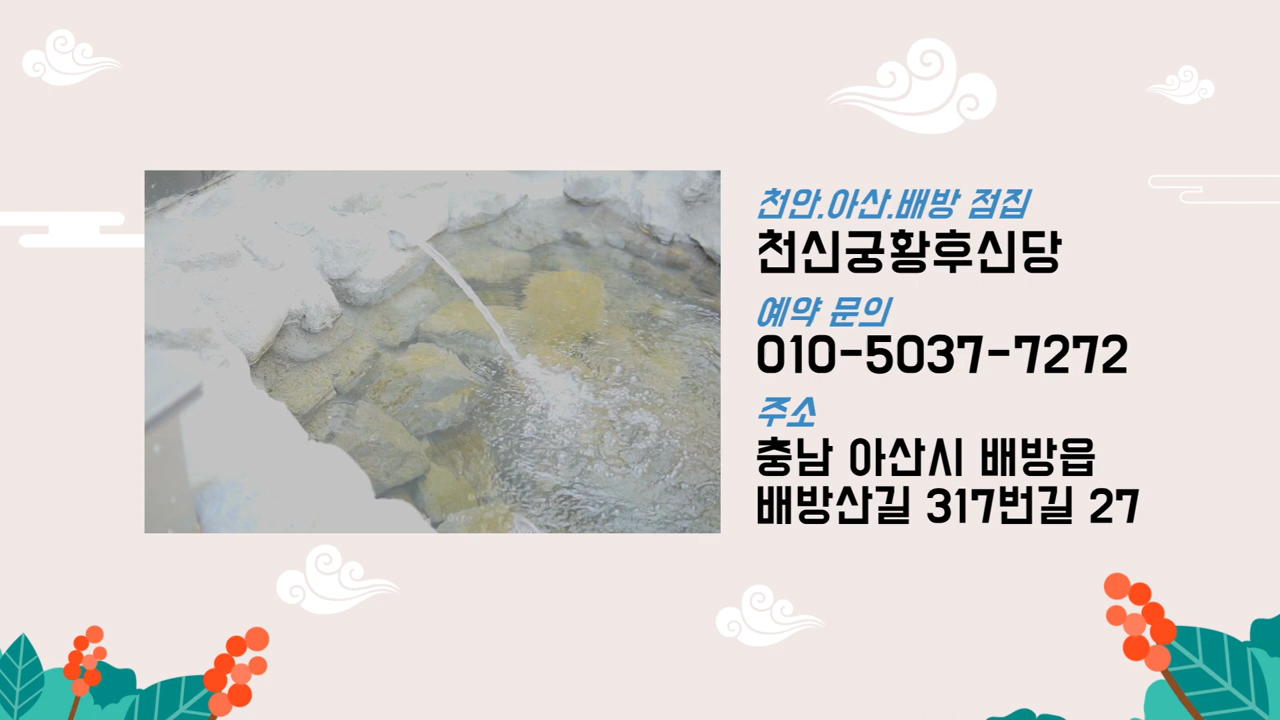 천안.아산.배방 점집
천신궁황후신당
예약 문의
010-5037-7272
주소
충남 아산시 배방읍
배방산길 317번길 27